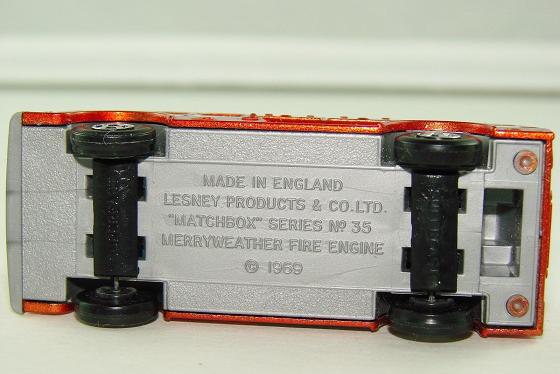 MADE IN ENGLAND
LESNEY PRODUCTS & CO. LTD.
"MATCHBOX" SERIES Nº 35
MERRYWEATHER FIRE ENGINE
© 1969